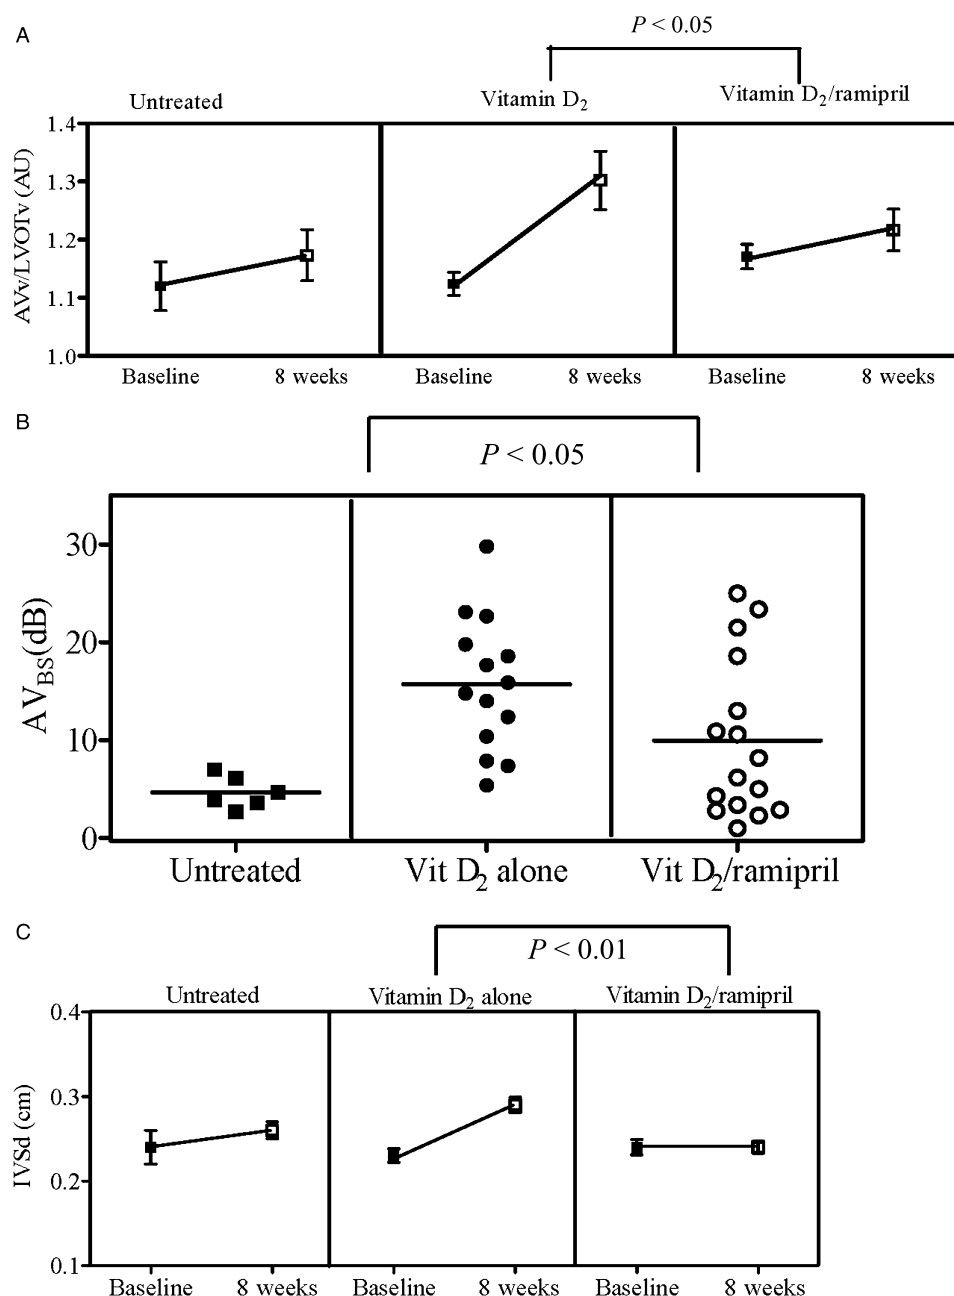 A
P < 0.05
Untreated
Vitamin D₂
Vitamin D₂/ramipril
AVv/LVOTv (AU)
1.4
1.3
1.2
1.1
1.0
Baseline
8 weeks
Baseline
8 weeks
Baseline
8 weeks
B
P < 0.05
AV_BS(dB)
30
20
10
0
Untreated
Vit D₂ alone
Vit D₂/ramipril
C
P < 0.01
Untreated
Vitamin D₂ alone
Vitamin D₂/ramipril
IVSd (cm)
0.4
0.3
0.2
0.1
Baseline
8 weeks
Baseline
8 weeks
Baseline
8 weeks